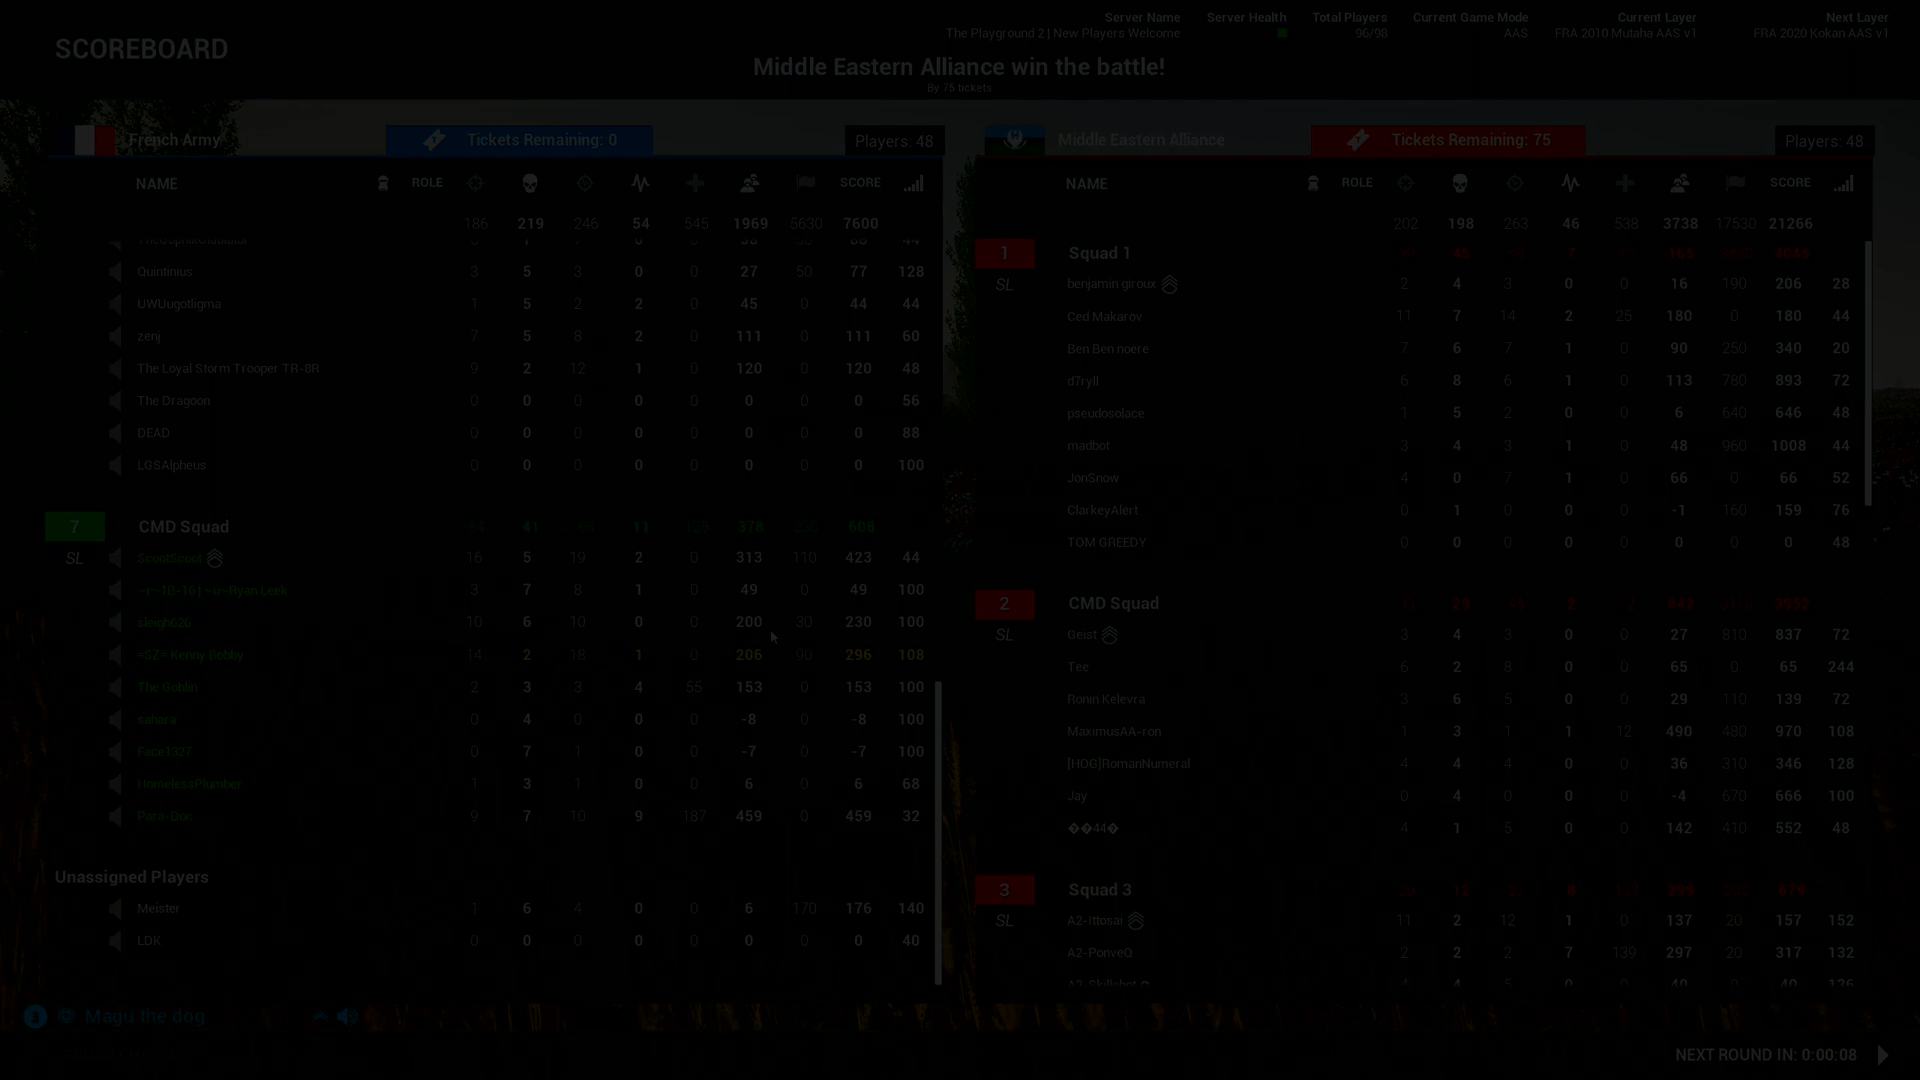 Server Name Server Health Total Players Current Game Mode Current Layer Next Layer
The Playground 2 | New Players Welcome 96/98 AAS FRA 2010 Mutaha AAS v1 FRA 2020 Kokan AAS v1
SCOREBOARD
Middle Eastern Alliance win the battle!
By 75 tickets
French Army Tickets Remaining: 0 Players: 48
NAME ROLE SCORE
186 219 246 54 545 1969 5630 7600
Quintinius 3 5 3 0 0 27 50 77 128
UWUugotligma 1 5 2 2 0 45 0 44 44
zenj 7 5 8 2 0 111 0 111 60
The Loyal Storm Trooper TR-8R 9 2 12 1 0 120 0 120 48
The Dragoon 0 0 0 0 0 0 0 0 56
DEAD 0 0 0 0 0 0 0 0 88
LGSAlpheus 0 0 0 0 0 0 0 0 100
7 CMD Squad 41 11 378 608
SL ScootScoot 16 5 19 2 0 313 110 423 44
3 7 8 1 0 49 0 49 100
sleigh626 10 6 10 0 0 200 30 230 100
=SZ= Kenny Bobby 14 2 18 1 0 206 90 296 108
The Goblin 2 3 3 4 55 153 0 153 100
sahara 0 4 0 0 0 -8 0 -8 100
Face1327 0 7 1 0 0 -7 0 -7 100
HomelessPlumber 1 3 1 0 0 6 0 6 68
Para-Doc 9 7 10 9 187 459 0 459 32
Unassigned Players
Meister 1 6 4 0 0 6 170 176 140
LDK 0 0 0 0 0 0 0 0 40
Magu the dog
Middle Eastern Alliance Tickets Remaining: 75 Players: 48
NAME ROLE SCORE
202 198 263 46 538 3738 17530 21266
1 Squad 1 7
SL benjamin giroux 2 4 3 0 0 16 190 206 28
Ced Makarov 11 7 14 2 25 180 0 180 44
Ben Ben noere 7 6 7 1 0 90 250 340 20
d7ryll 6 8 6 1 0 113 780 893 72
pseudosolace 1 5 2 0 0 6 640 646 48
madbot 3 4 3 1 0 48 960 1008 44
JonSnow 4 0 7 1 0 66 0 66 52
ClarkeyAlert 0 1 0 0 0 -1 160 159 76
TOM GREEDY 0 0 0 0 0 0 0 0 48
2 CMD Squad 2
SL Geist 3 4 3 0 0 27 810 837 72
Tee 6 2 8 0 0 65 0 65 244
Ronin Kelevra 3 6 5 0 0 29 110 139 72
MaximusAA-ron 1 3 1 1 12 490 480 970 108
[HOG]RomanNumeral 4 4 4 0 0 36 310 346 128
Jay 0 4 0 0 0 -4 670 666 100
��44� 4 1 5 0 0 142 410 552 48
3 Squad 3
SL A2-Ittosai 11 2 12 1 0 137 20 157 152
A2-PonveQ 2 2 2 7 139 297 20 317 132
NEXT ROUND IN: 0:00:08